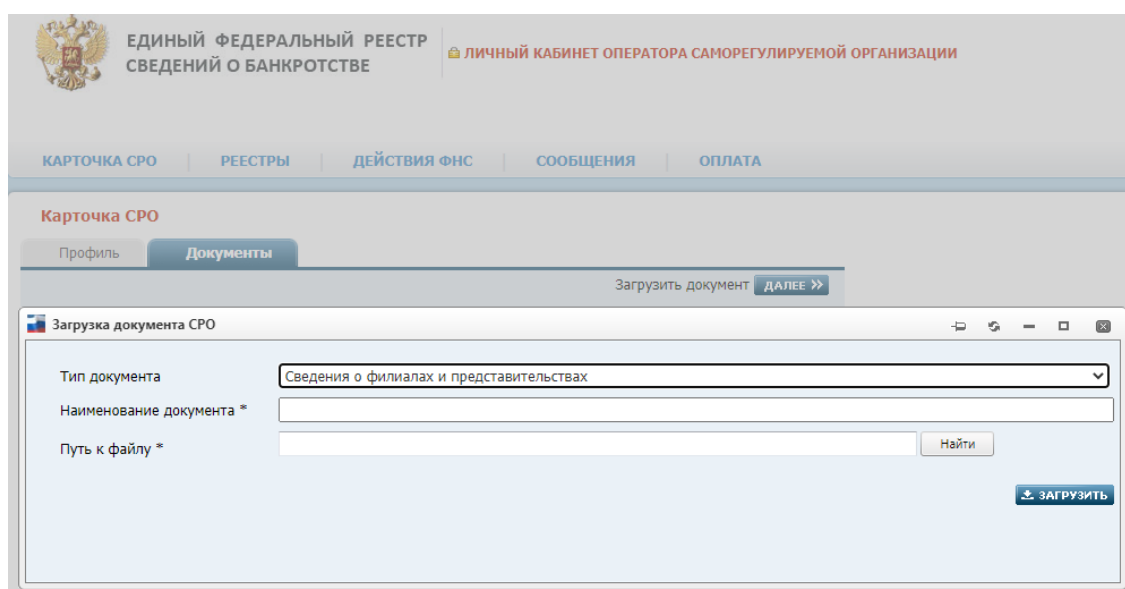 ЕДИНЫЙ ФЕДЕРАЛЬНЫЙ РЕЕСТР
СВЕДЕНИЙ О БАНКРОТСТВЕ
ЛИЧНЫЙ КАБИНЕТ ОПЕРАТОРА САМОРЕГУЛИРУЕМОЙ ОРГАНИЗАЦИИ
КАРТОЧКА СРО РЕЕСТРЫ ДЕЙСТВИЯ ФНС СООБЩЕНИЯ ОПЛАТА
Карточка СРО
Профиль Документы
Загрузить документ ДАЛЕЕ >>
Загрузка документа СРО
Тип документа Сведения о филиалах и представительствах
Наименование документа *
Путь к файлу * Найти
ЗАГРУЗИТЬ